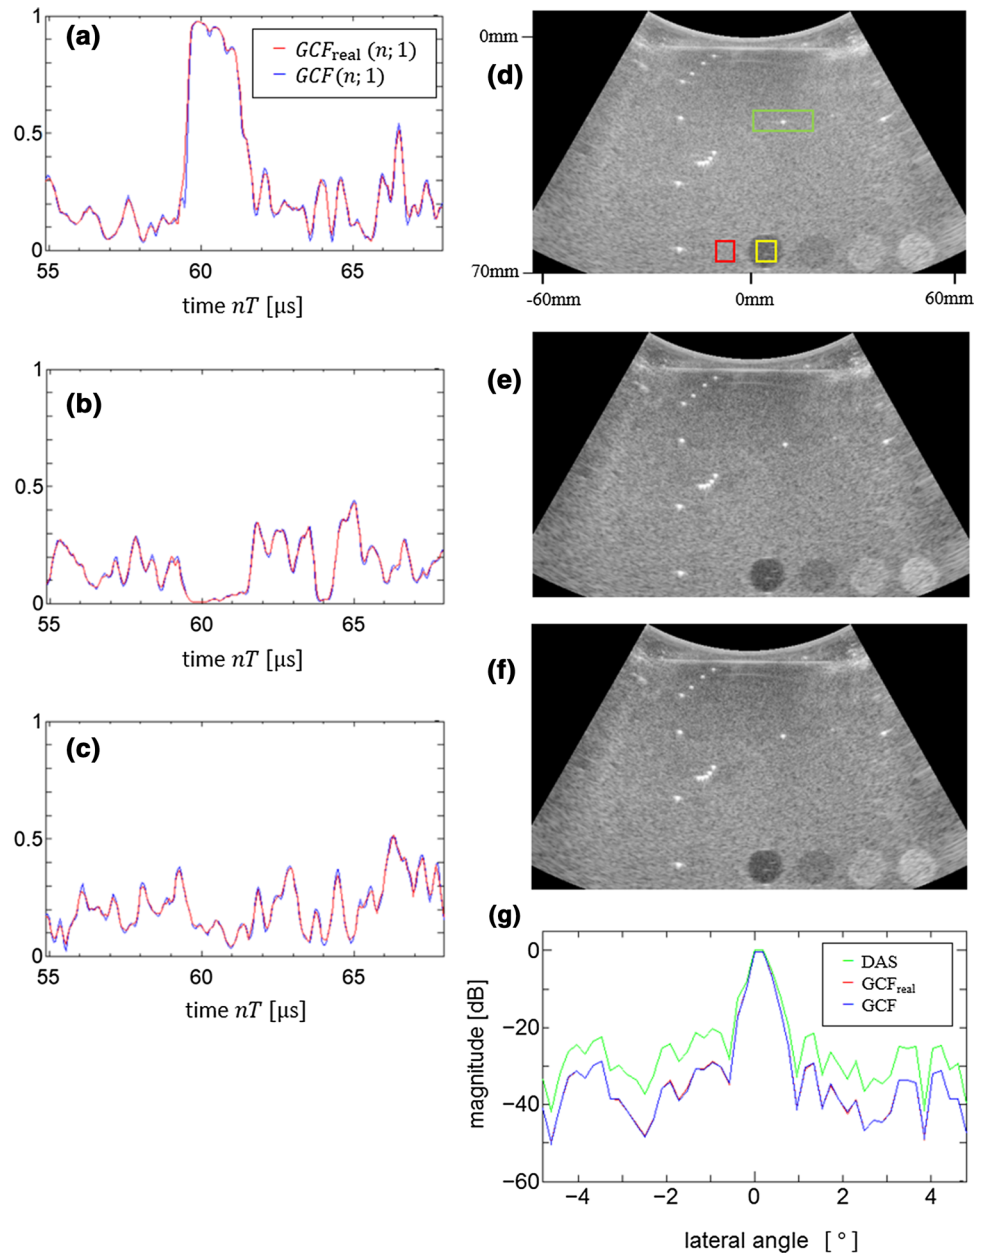 (a)
1
0.5
0
GCFreal (n; 1)
GCF(n; 1)
55 60 65
time nT [μs]
(b)
1
0.5
0
55 60 65
time nT [μs]
(c)
1
0.5
0
55 60 65
time nT [μs]
(d)
0mm
70mm
-60mm 0mm 60mm
(e)
(f)
(g)
0
−20
−40
−60
magnitude [dB]
DAS
GCFreal
GCF
−4 −2 0 2 4
lateral angle [ ° ]